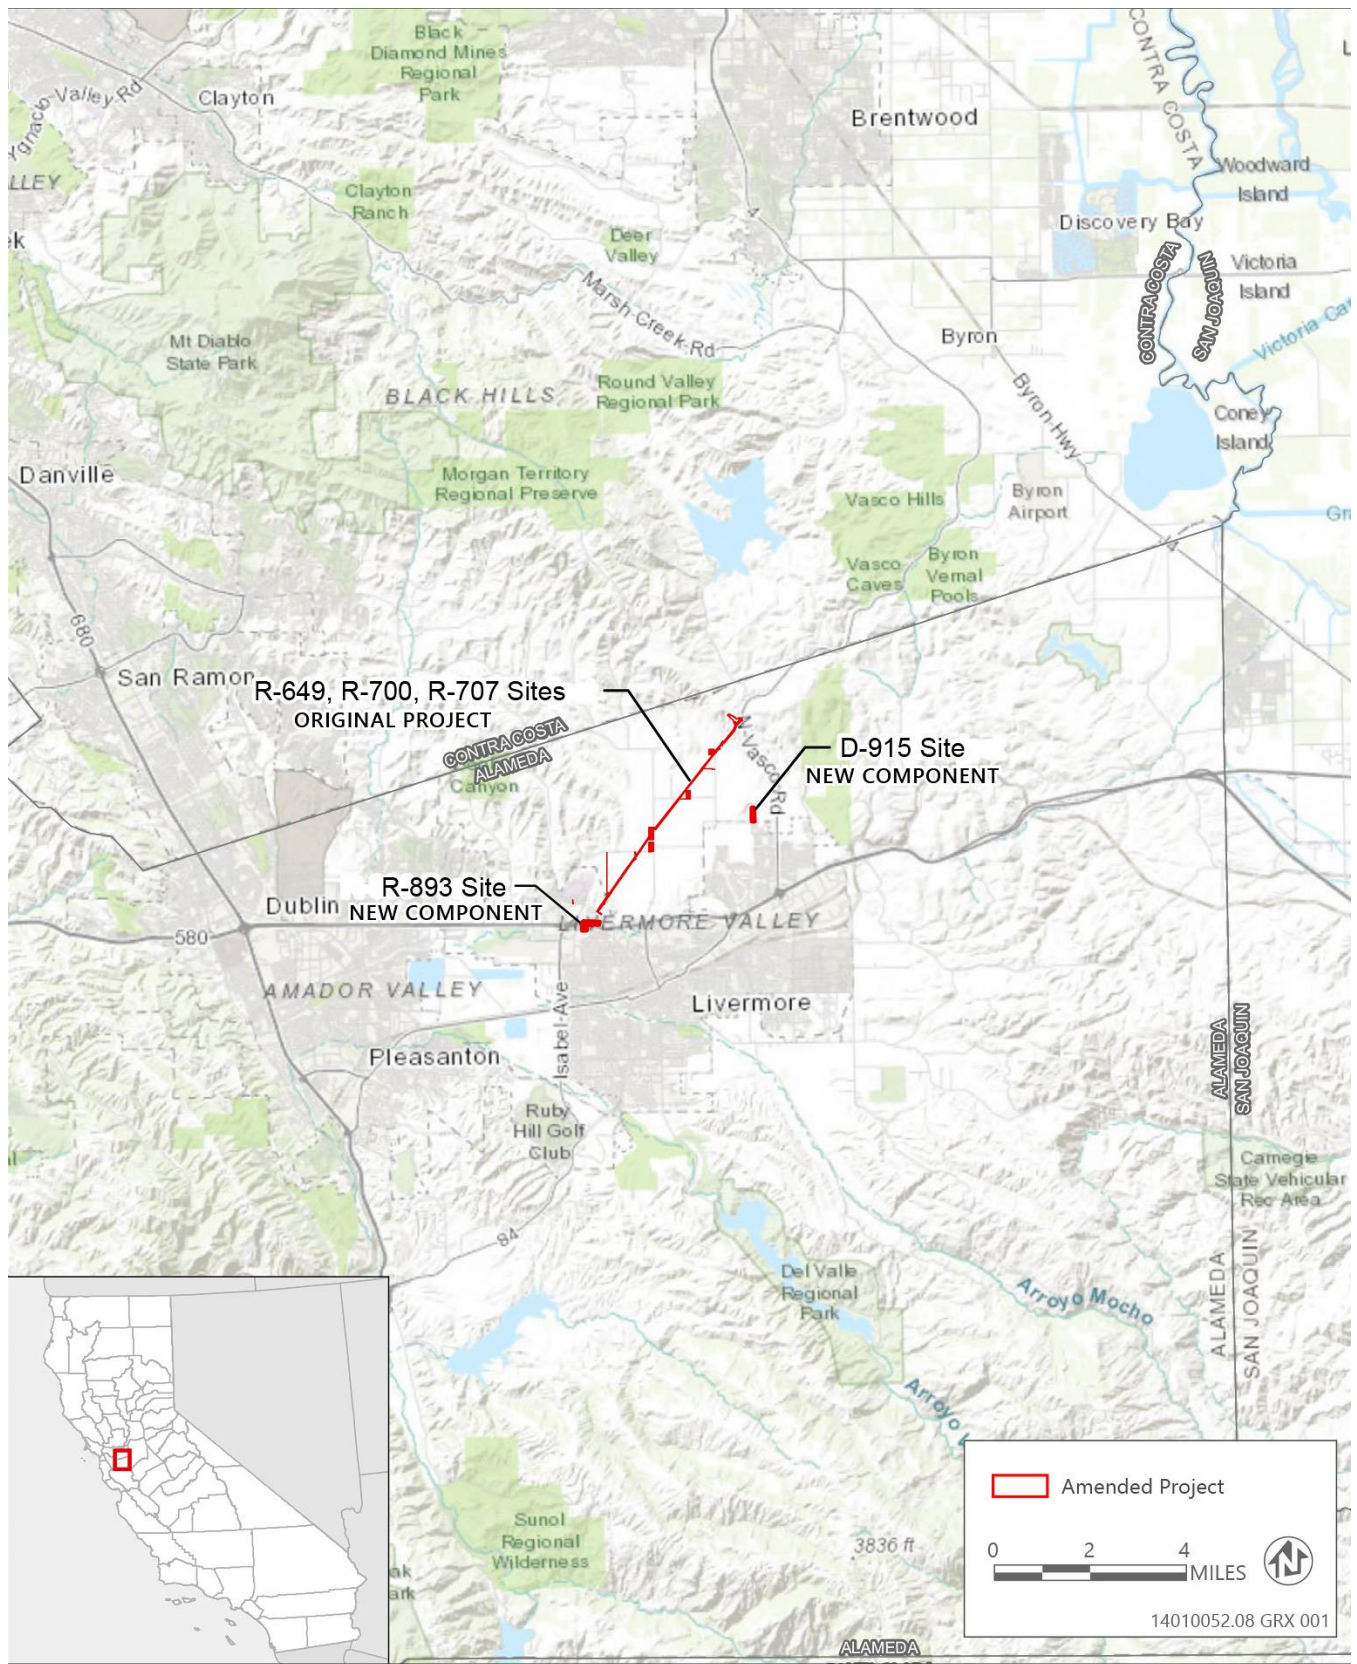 Black
Diamond Mines
Regional
Park
CONTRA COSTA
Ygnacio-Valley-Rd
Clayton
Brentwood
LLEY
Clayton
Ranch
Woodward
Island
4
Discovery Bay
ek
Deer
Valley
CONTRA COSTA
SAN JOAQUIN
Victoria
Island
Marsh-Creek-Rd
Mt Diablo
State Park
Byron
BLACK HILLS
Round Valley
Regional Park
Byron-Hwy
Coney
Island
Danville
Morgan Territory
Regional Preserve
Vasco Hills
Byron
Airport
Vasco
Caves
Byron
Vernal
Pools
680
San Ramon
R-649, R-700, R-707 Sites
ORIGINAL PROJECT
CONTRA COSTA
ALAMEDA
Canyon
N Vasco Rd
D-915 Site
NEW COMPONENT
R-893 Site
NEW COMPONENT
Dublin
LIVERMORE VALLEY
580
AMADOR VALLEY
Isabel-Ave
Livermore
Pleasanton
ALAMEDA
SAN JOAQUIN
Ruby
Hill Golf
Club
Carnegie
State Vehicular
Rec Area
84
Del Valle
Regional
Park
Arroyo Mocho
ALAMEDA
SAN JOAQUIN
Arroyo
Sunol
Regional
Wilderness
3836 ft
ak
ark
Amended Project
0 2 4
MILES
N
14010052.08 GRX 001
ALAMEDA